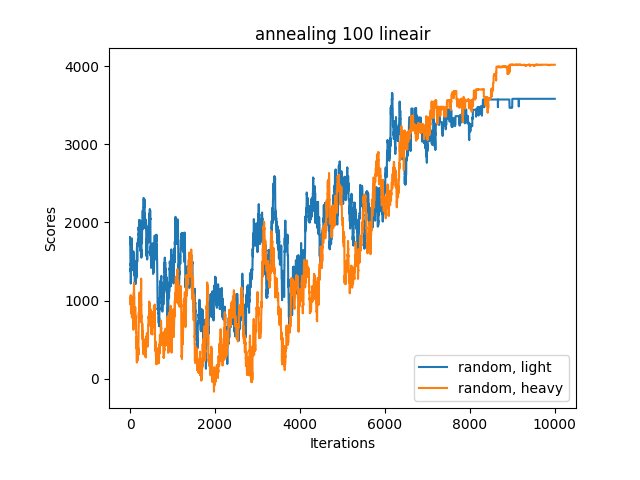 annealing 100 lineair
Scores
4000
3000
2000
1000
0
0 2000 4000 6000 8000 10000
Iterations
random, light
random, heavy